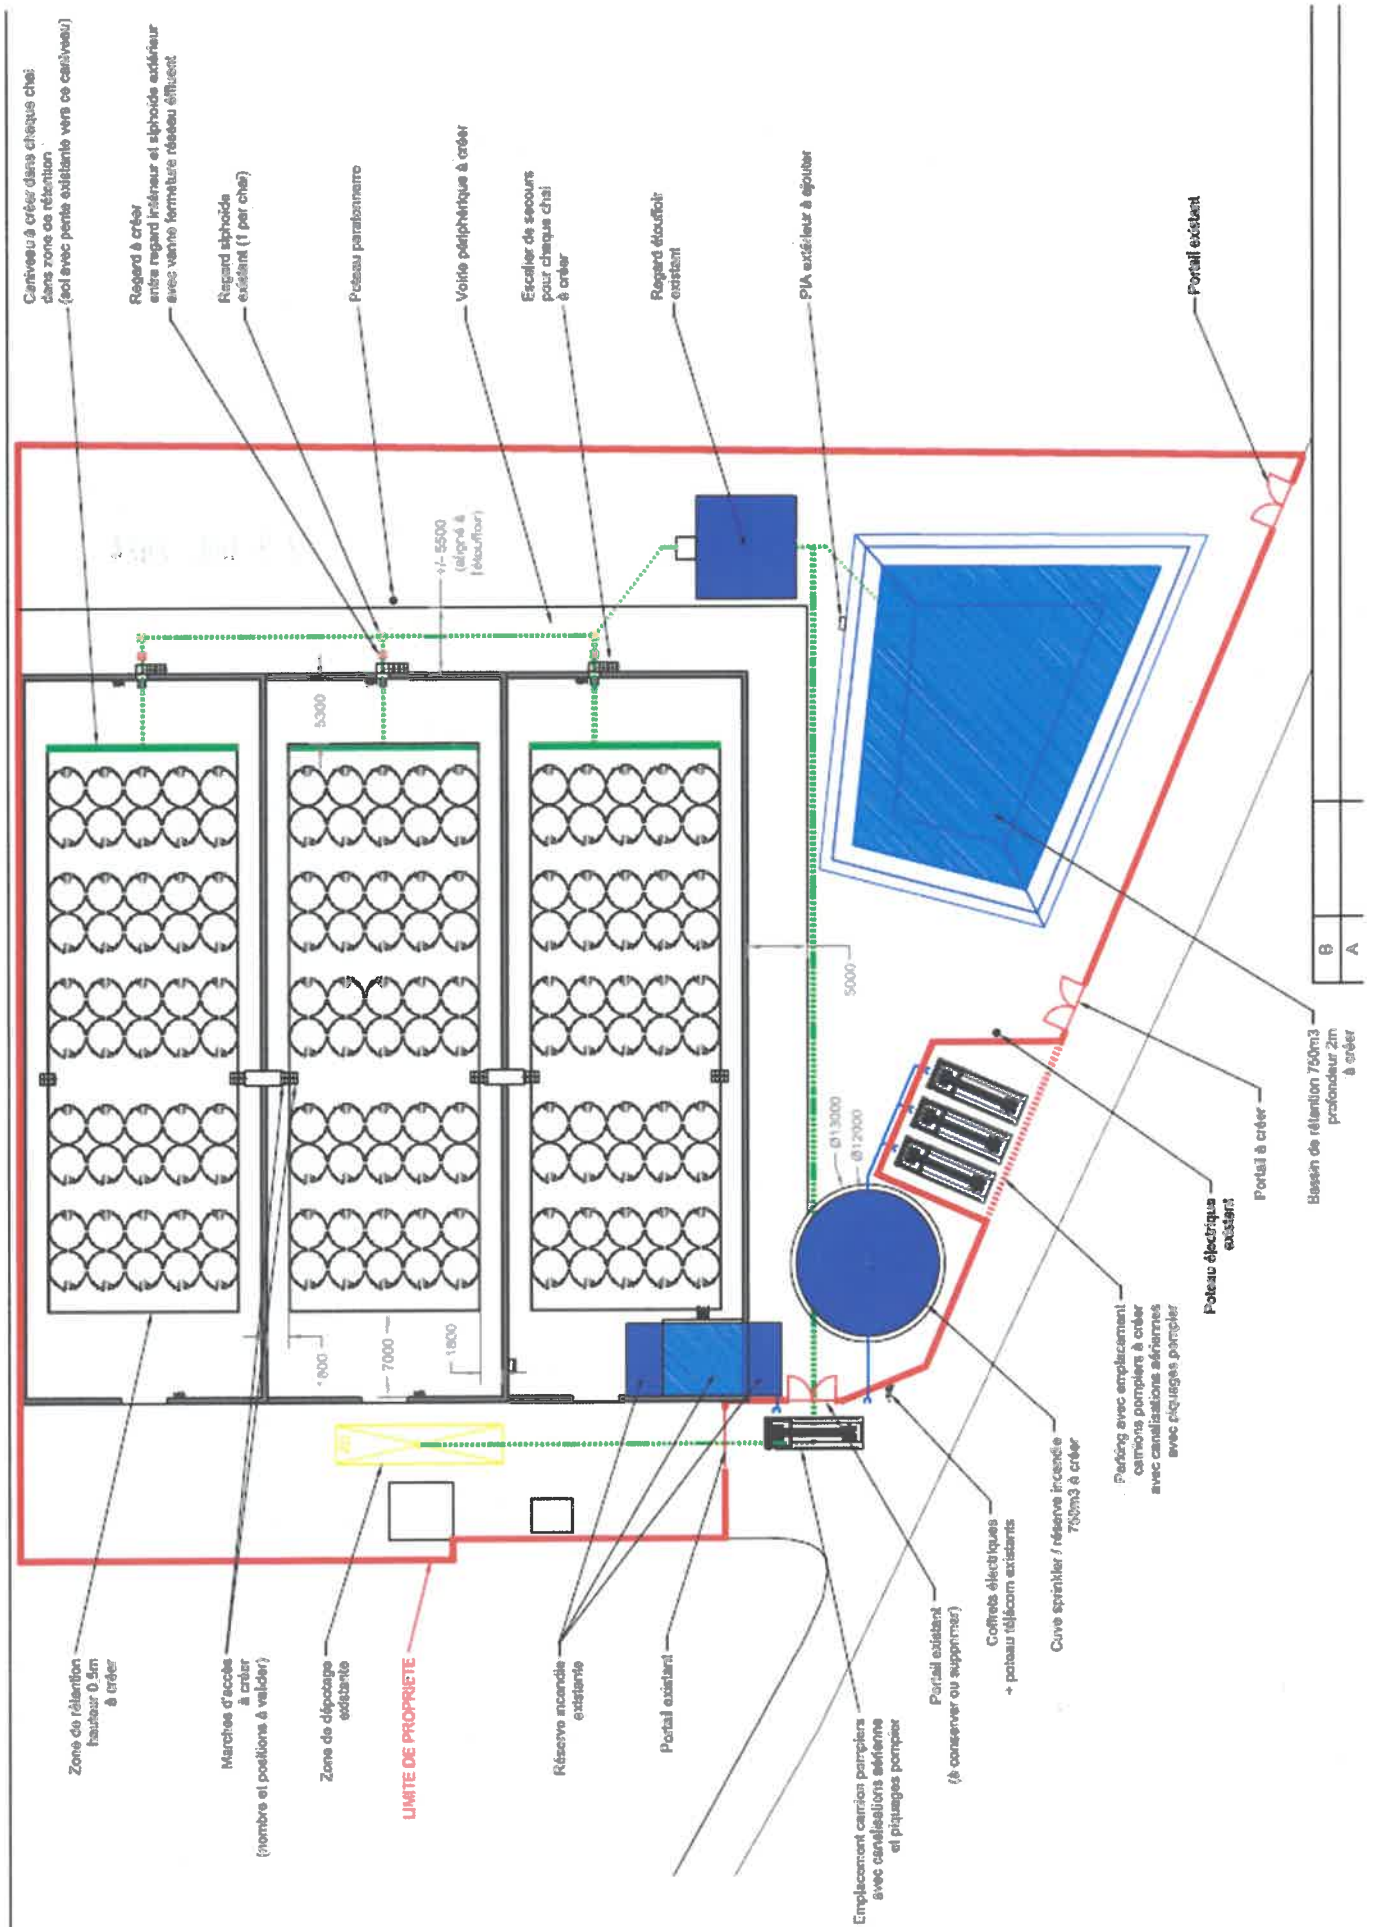 Caniveau à créer dans chaque chai
dans zone de rétention
(sol avec pente existante vers ce caniveau)
Regard à créer
entre regard intérieur et siphoïde extérieur
avec vanne fermeture réseau effluent
Regard siphoïde
existant (1 par chai)
Poteau paratonnerre
Voirie périphérique à créer
Escalier de secours
pour chaque chai
à créer
Regard étouffoir
existant
PIA extérieur à ajouter
Portail existant
+/- 5500
(aligné à
l'étouffoir)
5300
5000
Ø13000
Ø12000
1800
7000
1800
Zone de rétention
hauteur 0,5m
à créer
Marches d'accès
à créer
(nombre et positions à valider)
Zone de dépotage
existante
LIMITE DE PROPRIETE
Réserve incendie
existante
Portail existant
Emplacement camion pompiers
avec canalisations aérienne
et piquages pompier
Portail existant
(à conserver ou supprimer)
Coffrets électriques
+ poteau télécom existants
Cuve sprinkler / réserve incendie
750m3 à créer
Parking avec emplacement
camions pompiers à créer
avec canalisations aériennes
avec piquages pompier
Poteau électrique
existant
Portail à créer
Bassin de rétention 750m3
profondeur 2m
à créer
B
A